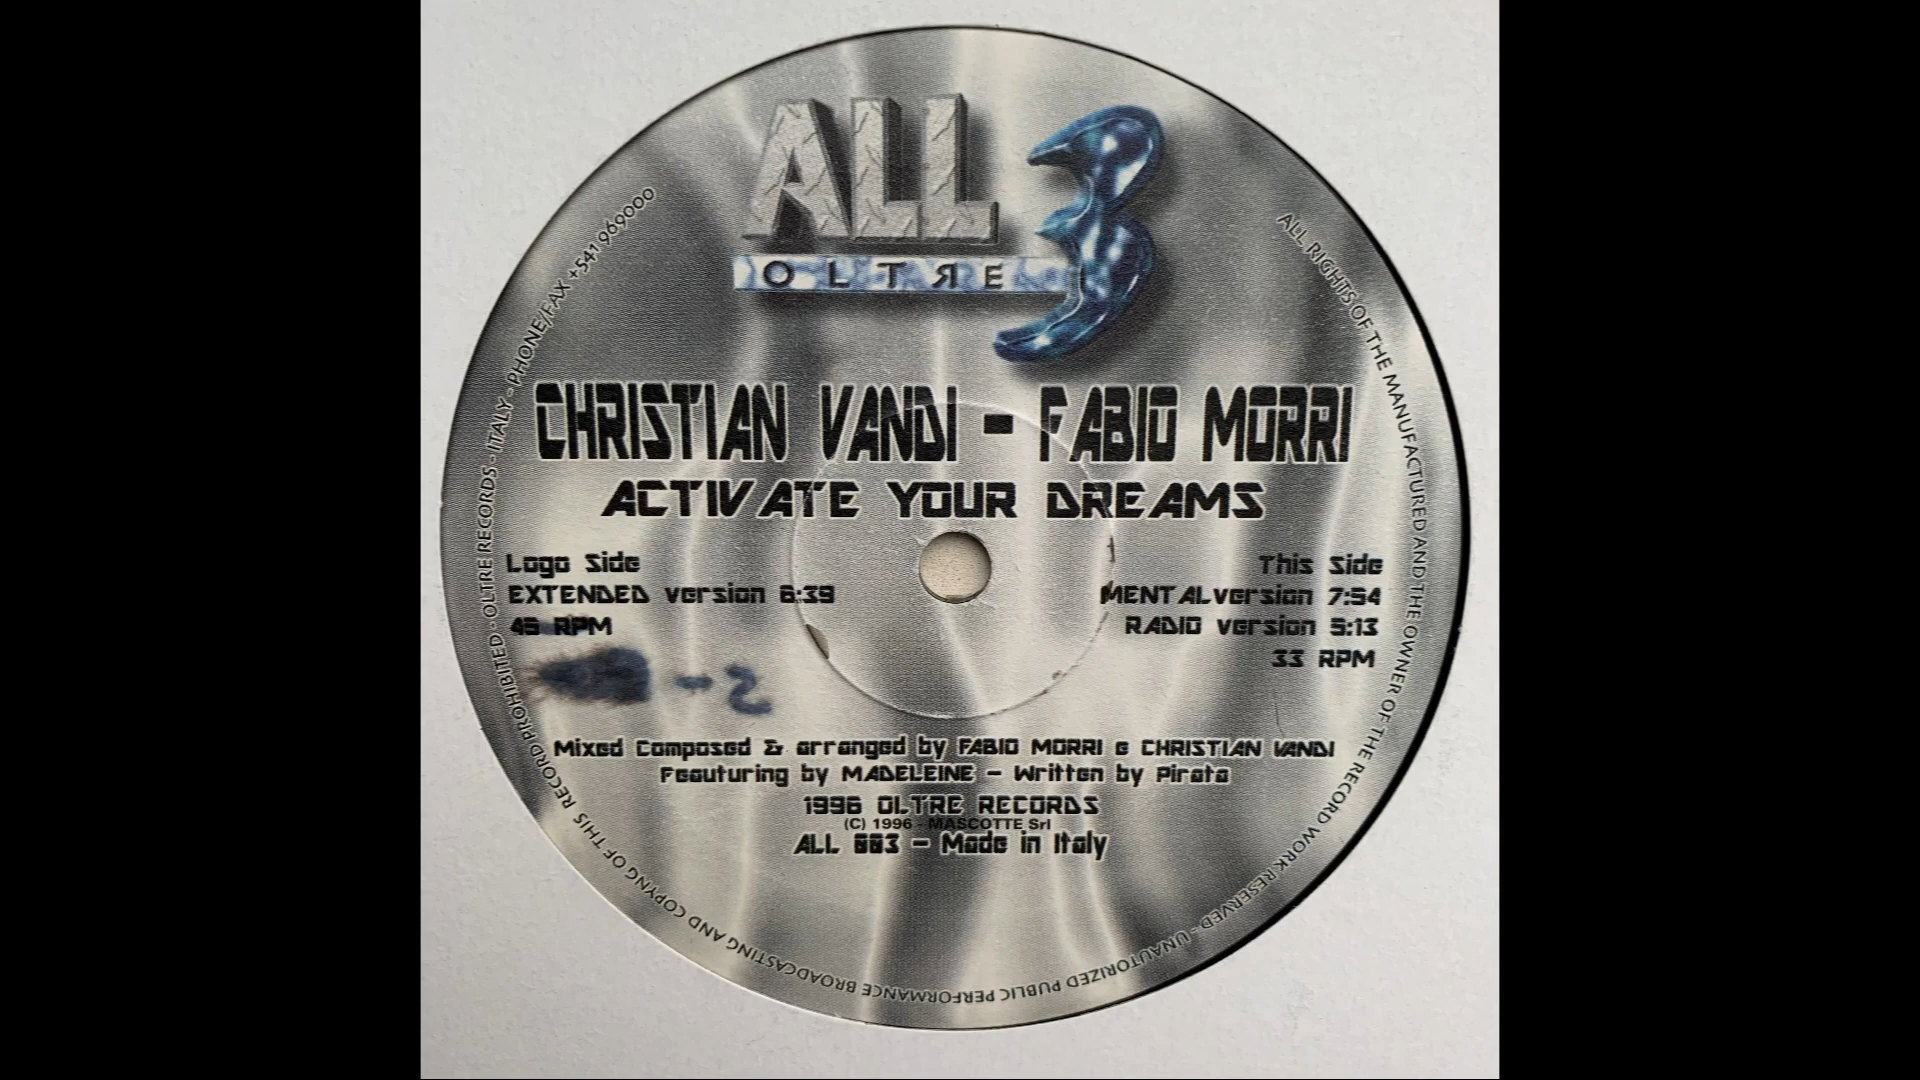 ALL 3
OLTRE
CHRISTIAN VANDI - FABIO MORRI
ACTIVATE YOUR DREAMS
Logo Side
EXTENDED version 6:39
45 RPM
This Side
MENTAL version 7:54
RADIO version 5:13
33 RPM
-2
Mixed Composed & arranged by FABIO MORRI e CHRISTIAN VANDI
Feauturing by MADELEINE - Written by Pirata
1996 OLTRE RECORDS
(C) 1996 - MASCOTTE Srl
ALL 003 - Made in Italy
ALL RIGHTS OF THE MANUFACTURED AND THE OWNER OF THE RECORD WORK RESERVED - UNAUTORIZED PUBLIC PERFORMANCE BROADCASTING AND COPYNG OF THIS RECORD PROHIBITED - OLTRE RECORDS - ITALY - PHONE/FAX +541 969000